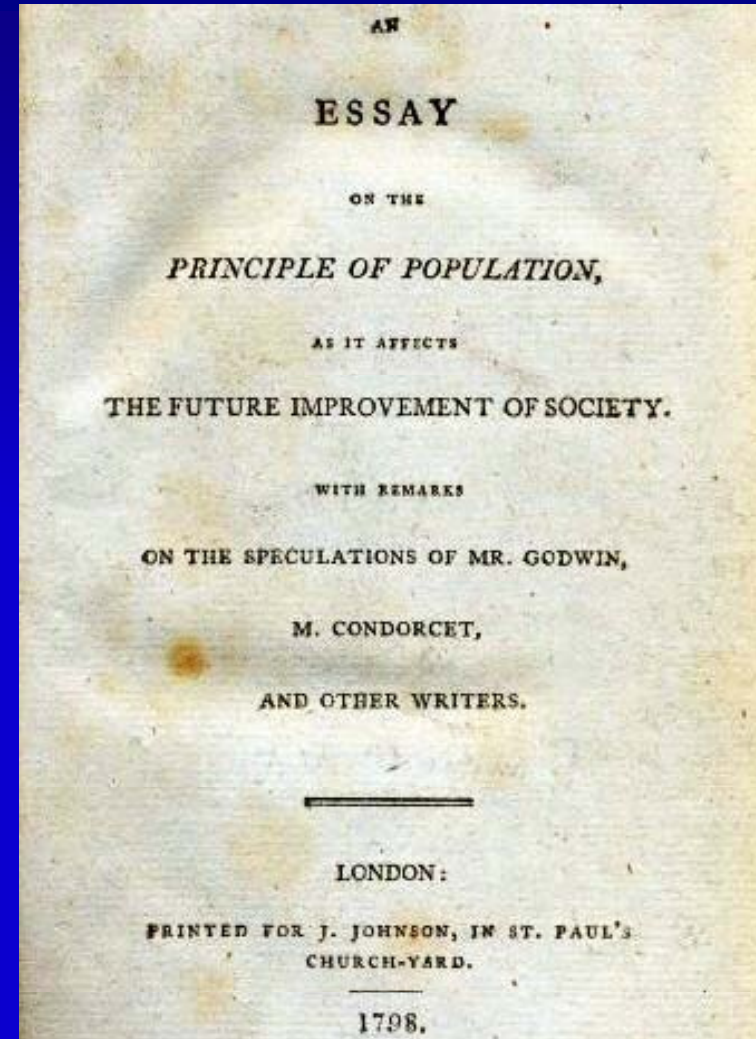 AN
ESSAY
ON THE
PRINCIPLE OF POPULATION,
AS IT AFFECTS
THE FUTURE IMPROVEMENT OF SOCIETY.
WITH REMARKS
ON THE SPECULATIONS OF MR. GODWIN,
M. CONDORCET,
AND OTHER WRITERS.
LONDON:
PRINTED FOR J. JOHNSON, IN ST. PAUL'S
CHURCH-YARD.
1798.